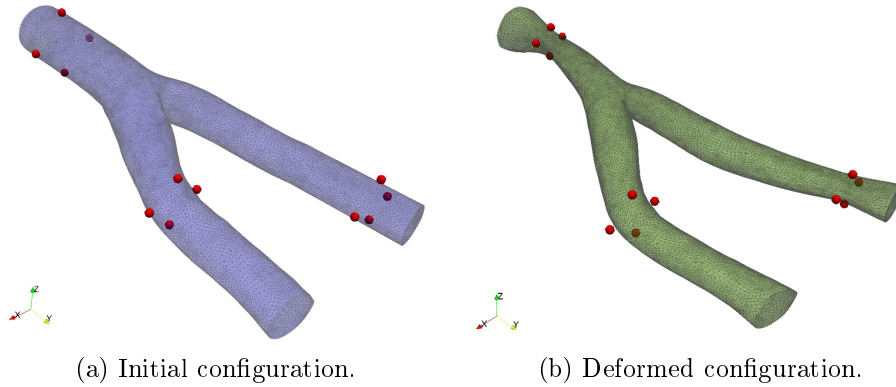 Z
X
Y
Z
X
Y
(a) Initial configuration.
(b) Deformed configuration.